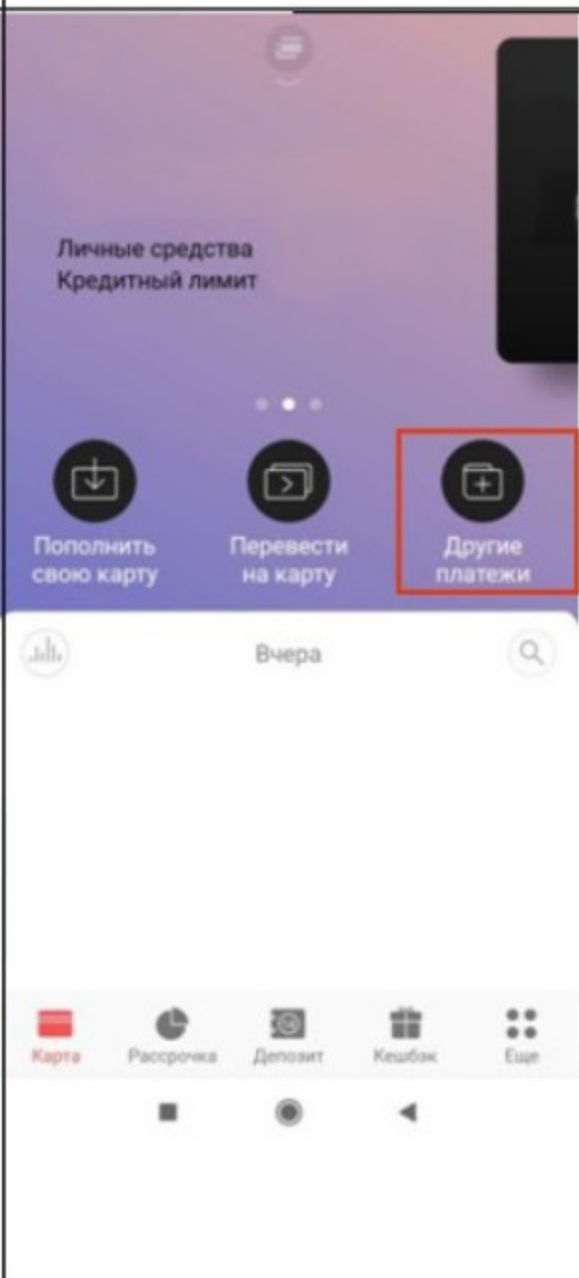 Личные средства
Кредитный лимит
Пополнить
свою карту
Перевести
на карту
Другие
платежи
Вчера
Карта
Рассрочка
Депозит
Кешбэк
Еще